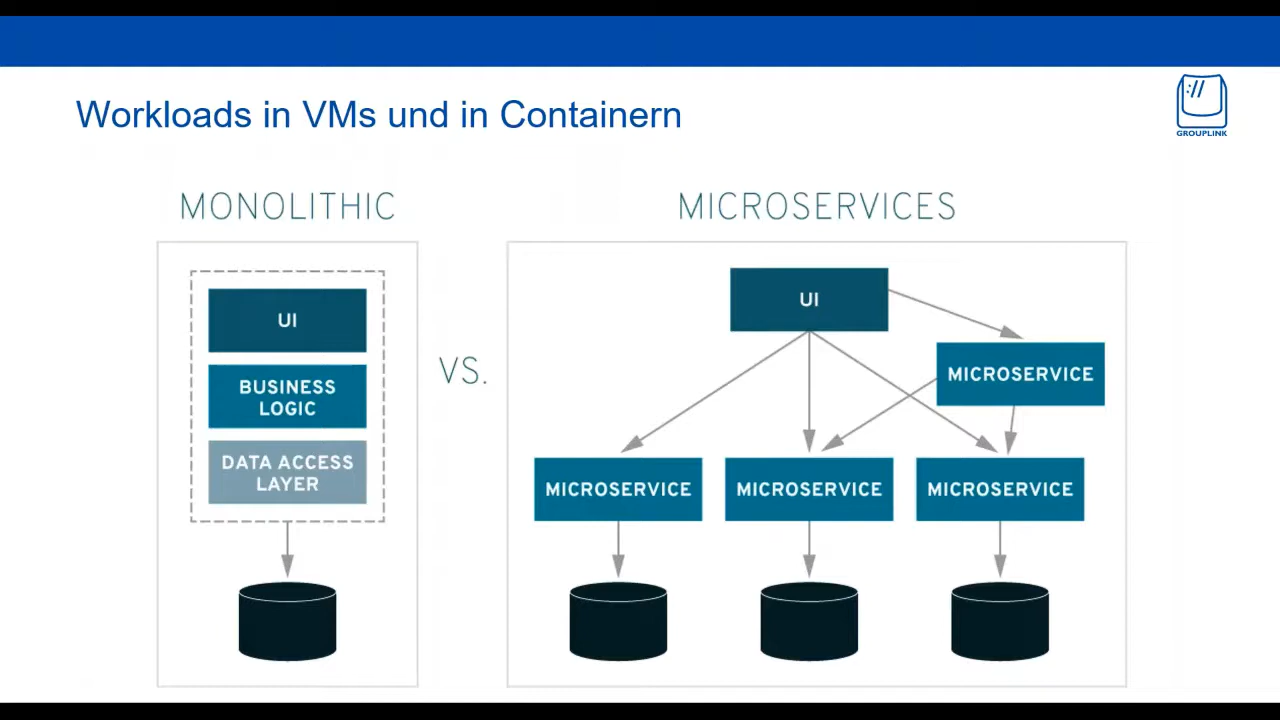 Workloads in VMs und in Containern
://
GROUPLINK
MONOLITHIC
UI
BUSINESS
LOGIC
DATA ACCESS
LAYER
VS.
MICROSERVICES
UI
MICROSERVICE
MICROSERVICE
MICROSERVICE
MICROSERVICE